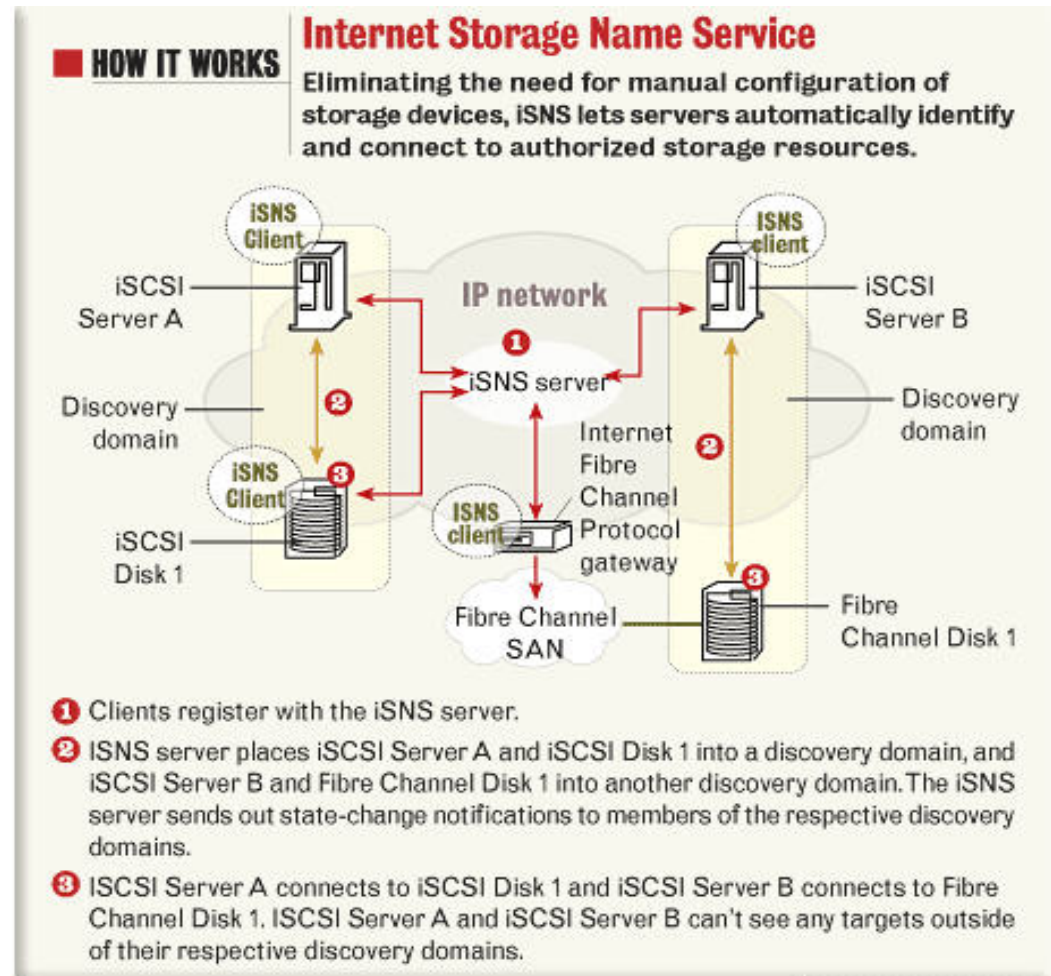 HOW IT WORKS
Internet Storage Name Service
Eliminating the need for manual configuration of
storage devices, iSNS lets servers automatically identify
and connect to authorized storage resources.
iSNS
Client
ISNS
client
iSCSI
Server A
IP network
iSCSI
Server B
1
iSNS server
Discovery
domain
2
Discovery
domain
Internet
Fibre
Channel
Protocol
gateway
2
iSNS
Client
3
ISNS
client
iSCSI
Disk 1
3
Fibre Channel
SAN
Fibre
Channel Disk 1
1 Clients register with the iSNS server.
2 ISNS server places iSCSI Server A and iSCSI Disk 1 into a discovery domain, and
iSCSI Server B and Fibre Channel Disk 1 into another discovery domain. The iSNS
server sends out state-change notifications to members of the respective discovery
domains.
3 ISCSI Server A connects to iSCSI Disk 1 and iSCSI Server B connects to Fibre
Channel Disk 1. ISCSI Server A and iSCSI Server B can't see any targets outside
of their respective discovery domains.